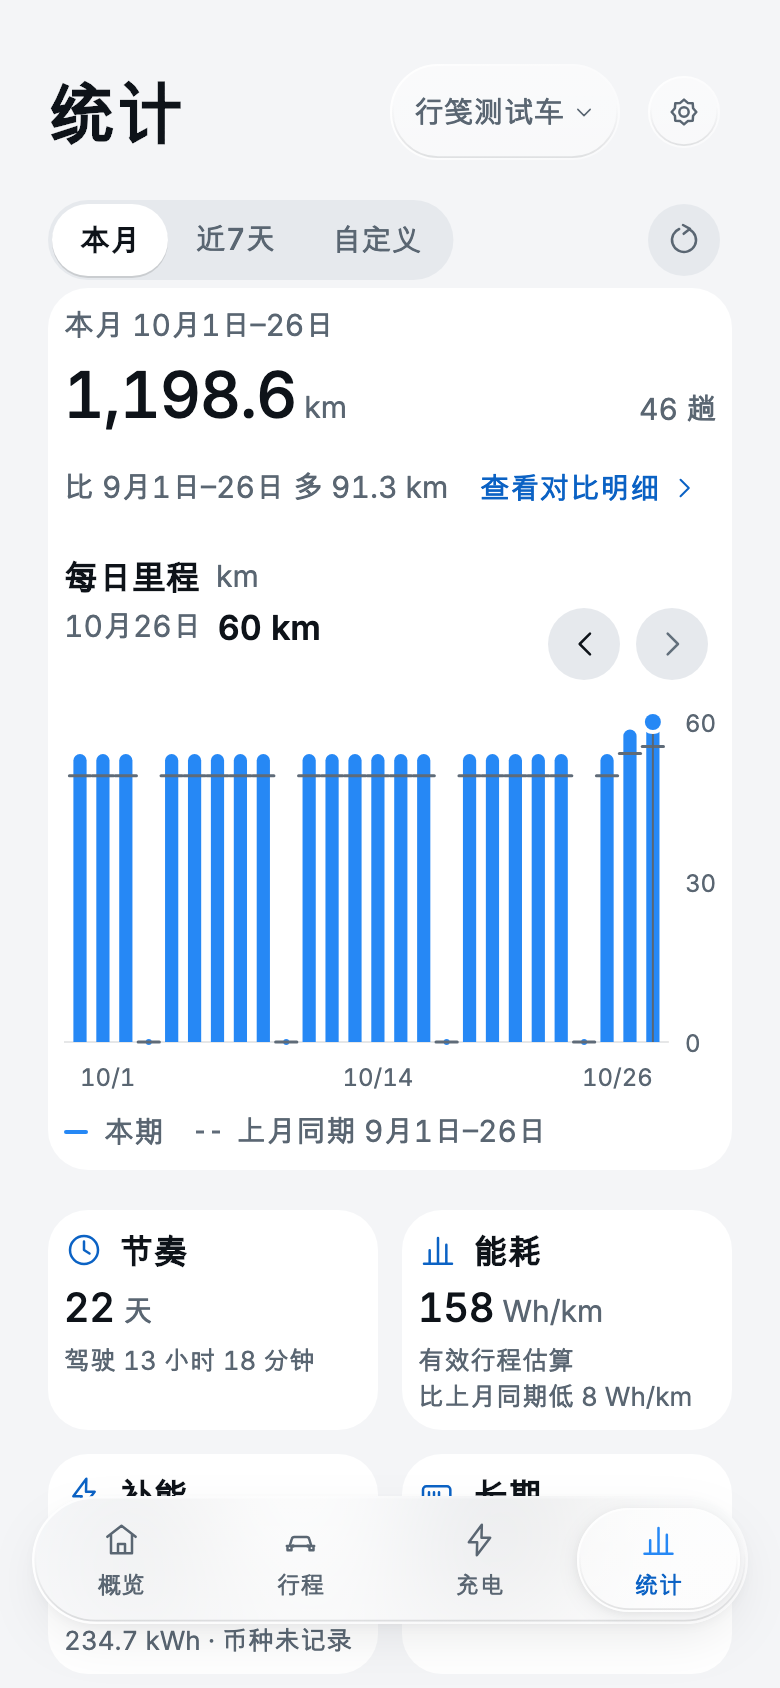 统计
行笺测试车
本月 近7天 自定义
本月 10月1日–26日
1,198.6 km
46 趟
比 9月1日–26日 多 91.3 km 查看对比明细
每日里程 km
10月26日 60 km
60
30
0
10/1 10/14 10/26
本期 -- 上月同期 9月1日–26日
节奏
22 天
驾驶 13 小时 18 分钟
能耗
158 Wh/km
有效行程估算
比上月同期低 8 Wh/km
补能
长期
234.7 kWh · 币种未记录
概览 行程 充电 统计